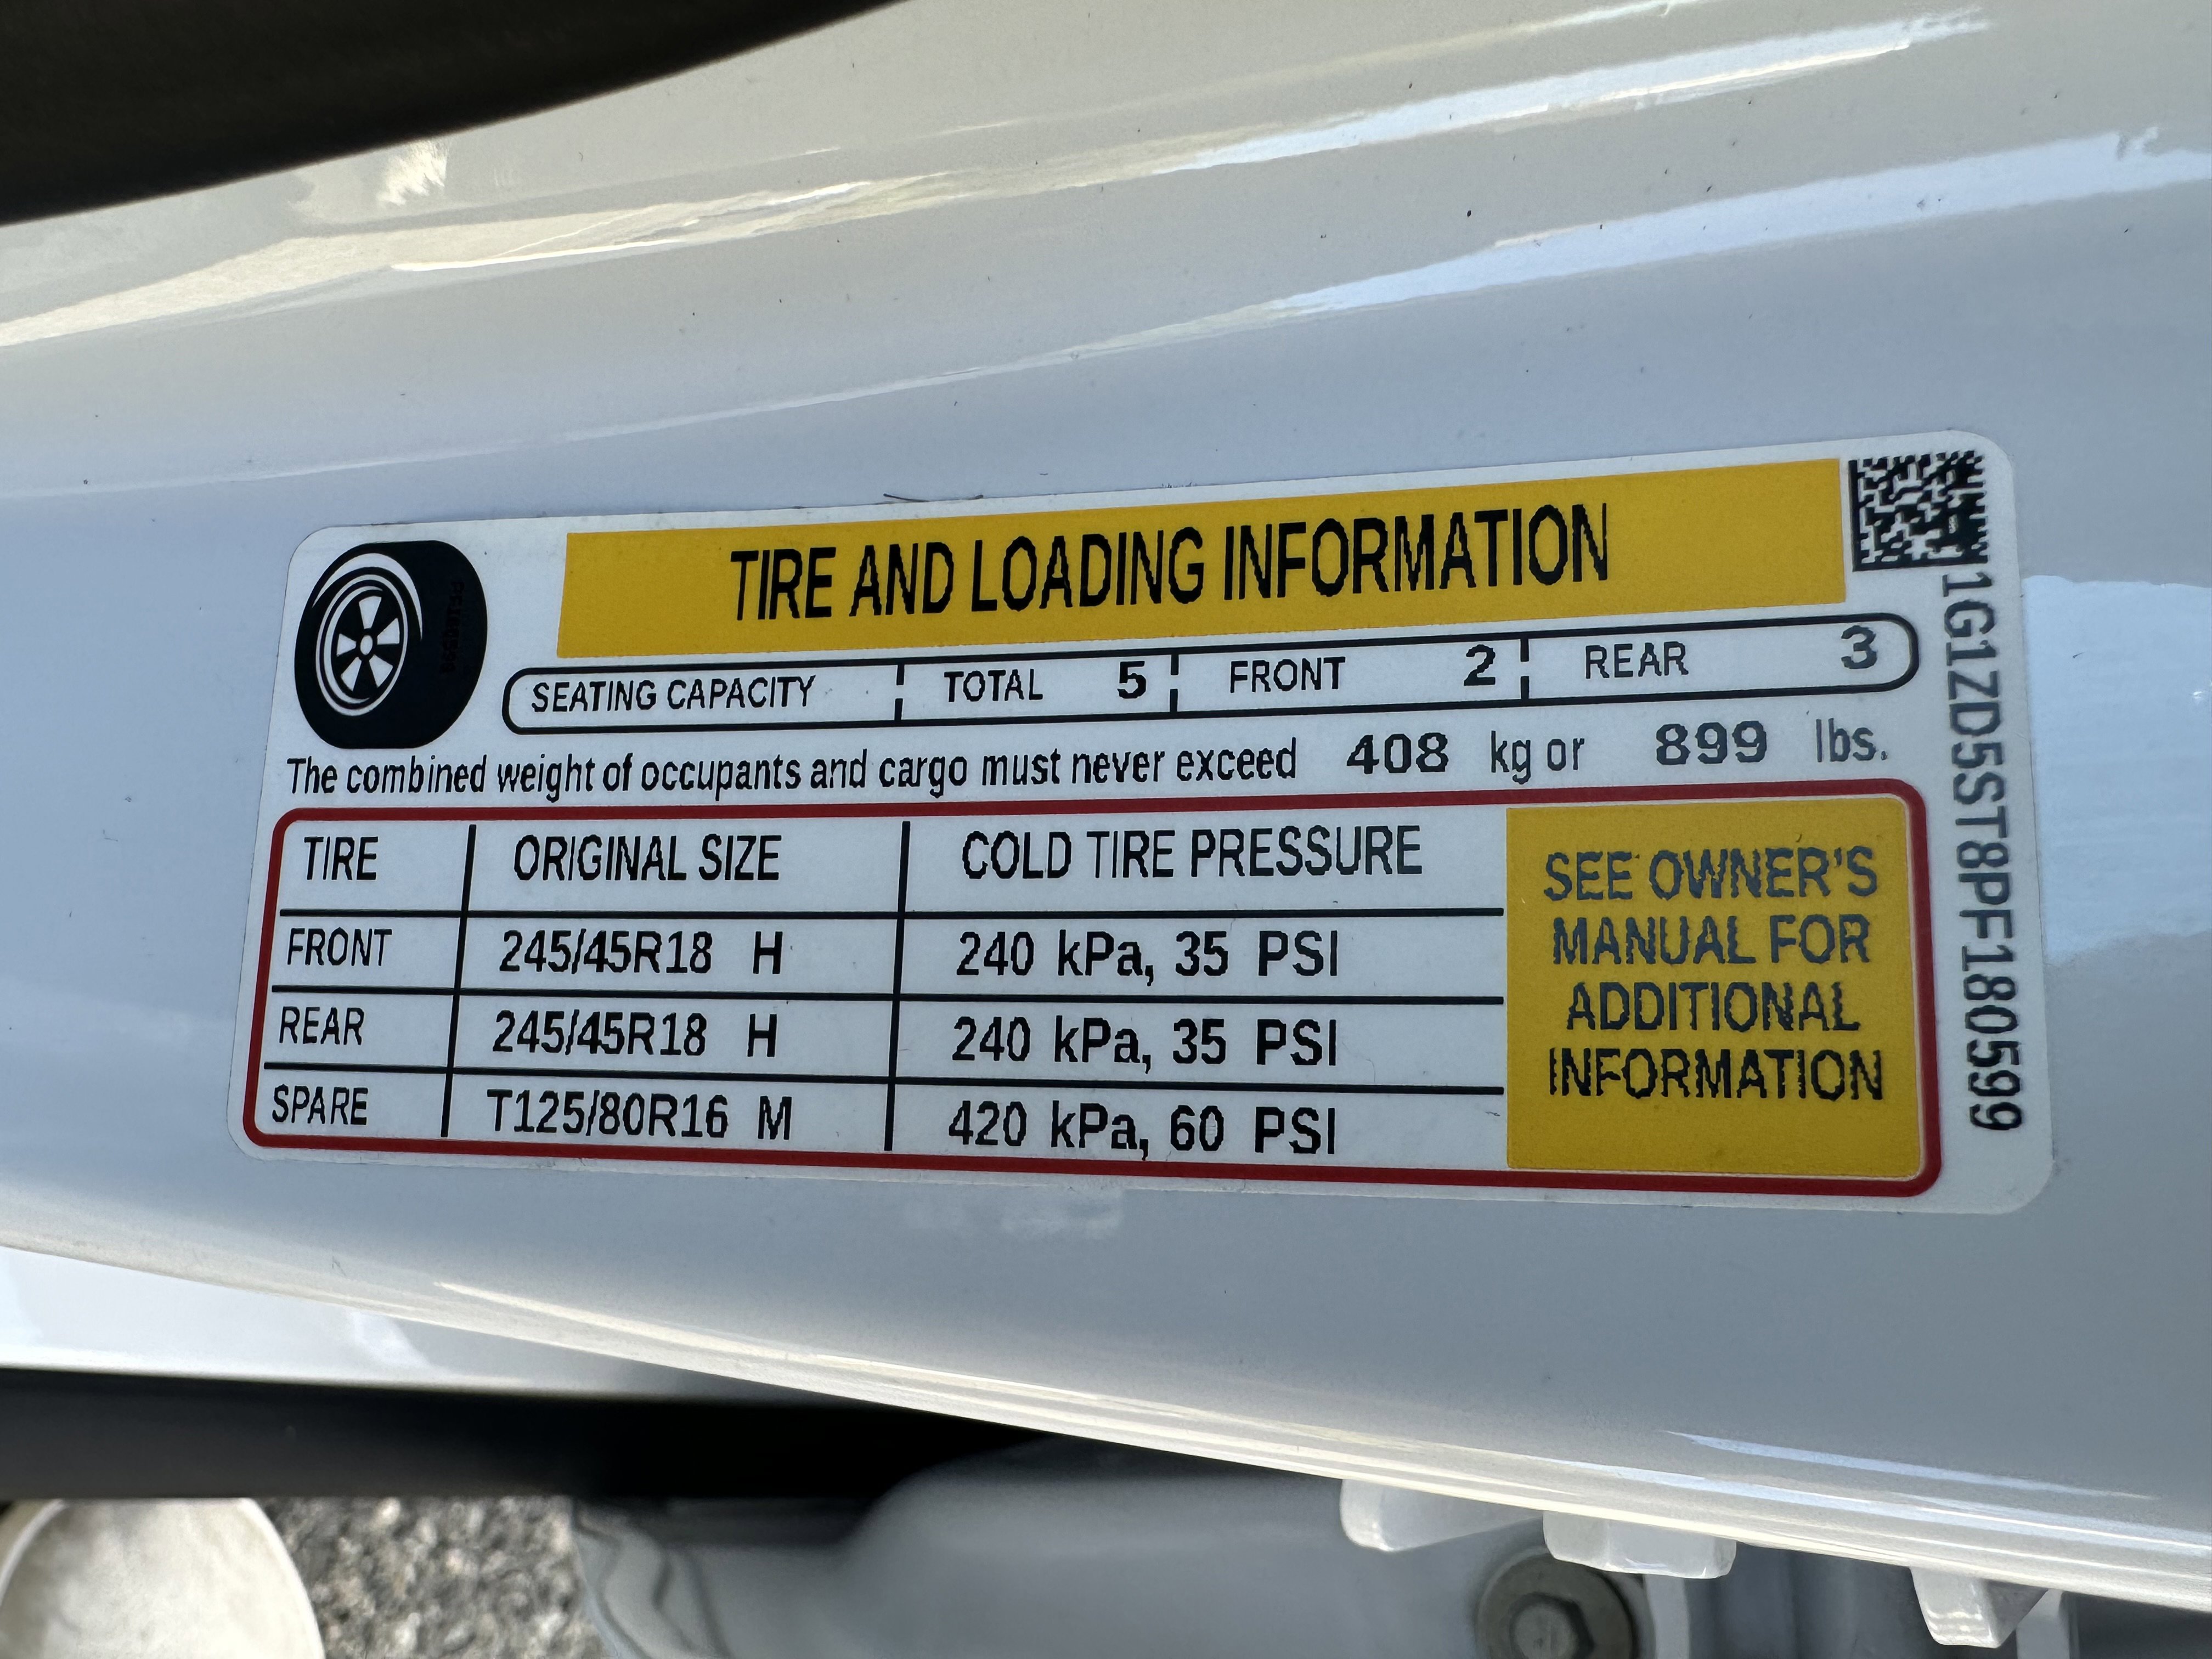 TIRE AND LOADING INFORMATION
SEATING CAPACITY TOTAL 5 FRONT 2 REAR 3
The combined weight of occupants and cargo must never exceed 408 kg or 899 lbs.
TIRE ORIGINAL SIZE COLD TIRE PRESSURE
FRONT 245/45R18 H 240 kPa, 35 PSI
REAR 245/45R18 H 240 kPa, 35 PSI
SPARE T125/80R16 M 420 kPa, 60 PSI
SEE OWNER'S
MANUAL FOR
ADDITIONAL
INFORMATION
1G1ZD5ST8PF180599